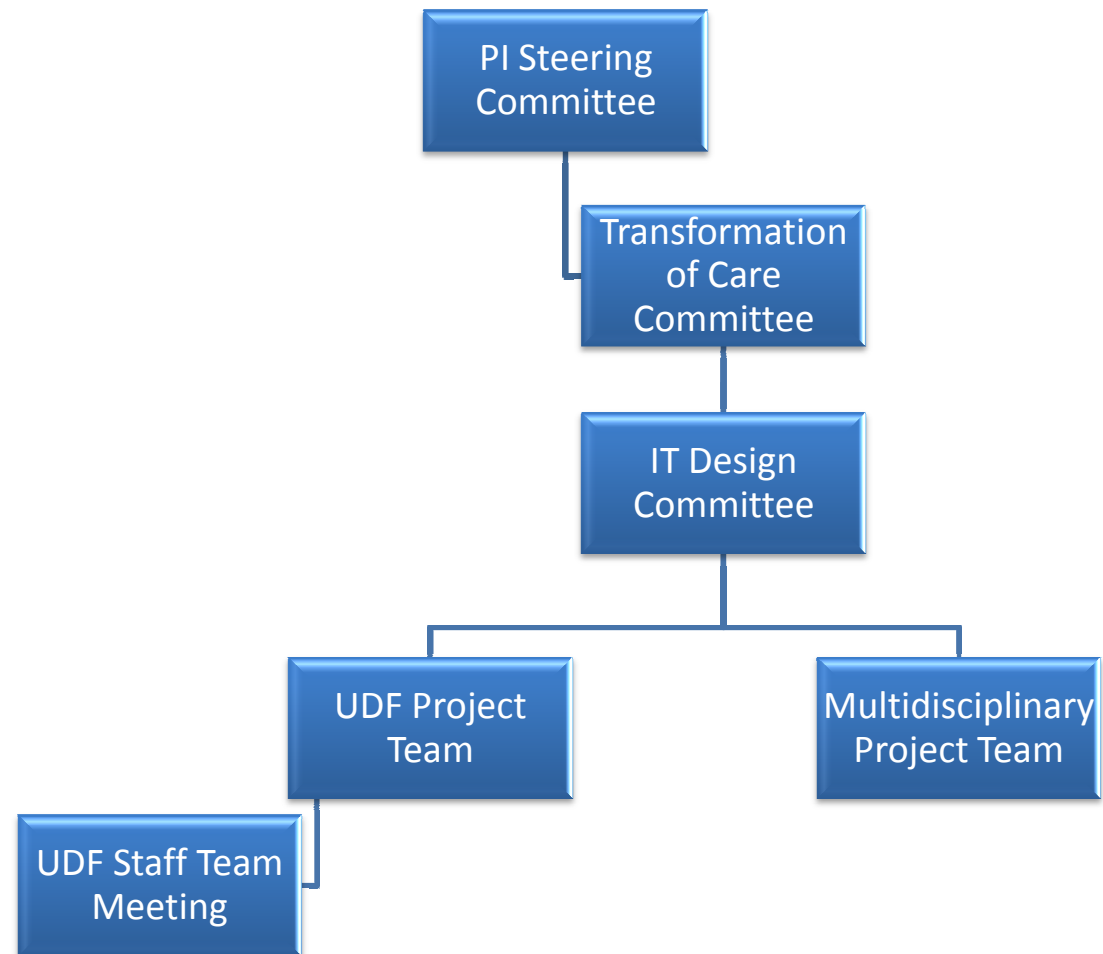 PI Steering
Committee
Transformation
of Care
Committee
IT Design
Committee
UDF Project
Team
Multidisciplinary
Project Team
UDF Staff Team
Meeting